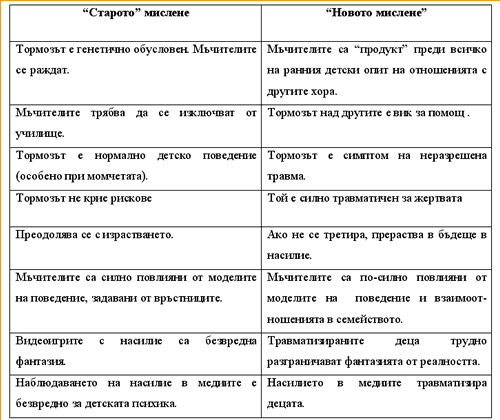 “Старото” мислене
“Новото мислене”
Тормозът е генетично обусловен. Мъчителите
се раждат.
Мъчителите са “продукт” преди всичко
на ранния детски опит на отношенията с
другите хора.
Мъчителите трябва да се изключват от
училище.
Тормозът над другите е вик за помощ .
Тормозът е нормално детско поведение
(особено при момчетата).
Тормозът е симптом на неразрешена
травма.
Тормозът не крие рискове
Той е силно травматичен за жертвата
Преодолява се с израстването.
Ако не се третира, прераства в бъдеще в
насилие.
Мъчителите са силно повлияни от моделите
на поведение, задавани от връстниците.
Мъчителите са по-силно повлияни от
моделите на поведение и взаимоот-
ношенията в семейството.
Видеоигрите с насилие са безвредна
фантазия.
Травматизираните деца трудно
разграничават фантазията от реалността.
Наблюдаването на насилие в медиите е
безвредно за детската психика.
Насилието в медиите травматизира
децата.